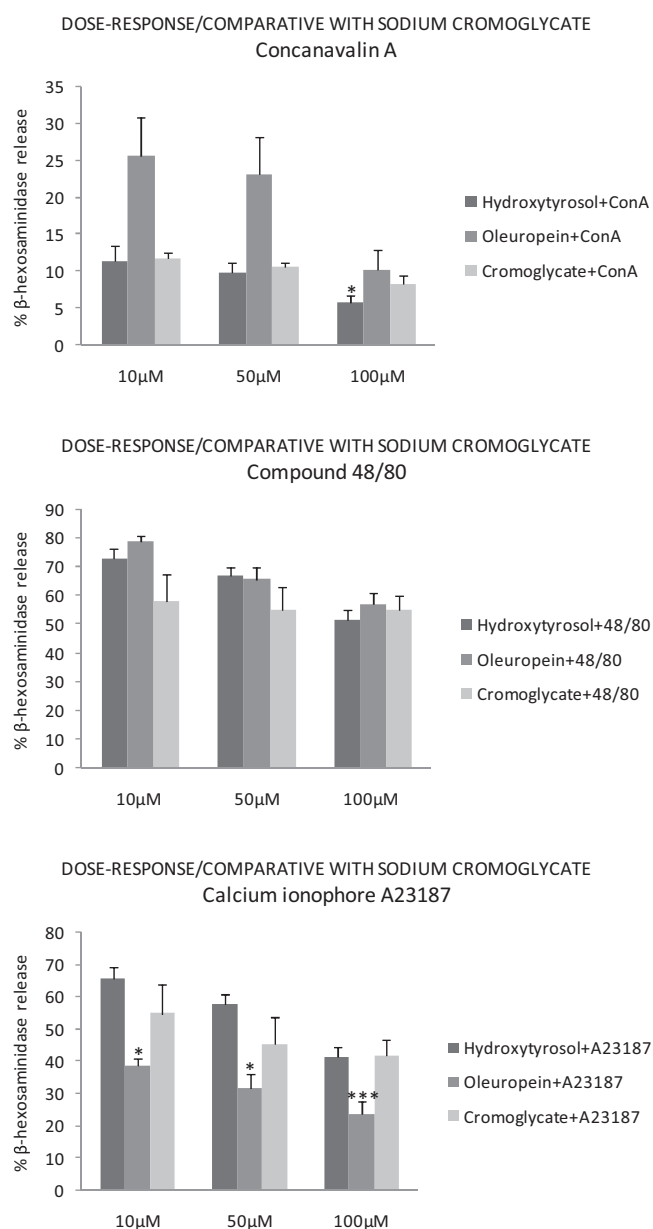 DOSE-RESPONSE/COMPARATIVE WITH SODIUM CROMOGLYCATE
Concanavalin A
% β-hexosaminidase release
35
30
25
20
15
10
5
0
*
10µM
50µM
100µM
Hydroxytyrosol+ConA
Oleuropein+ConA
Cromoglycate+ConA
DOSE-RESPONSE/COMPARATIVE WITH SODIUM CROMOGLYCATE
Compound 48/80
% β-hexosaminidase release
90
80
70
60
50
40
30
20
10
0
10µM
50µM
100µM
Hydroxytyrosol+48/80
Oleuropein+48/80
Cromoglycate+48/80
DOSE-RESPONSE/COMPARATIVE WITH SODIUM CROMOGLYCATE
Calcium ionophore A23187
% β-hexosaminidase release
80
70
60
50
40
30
20
10
0
*
*
***
10µM
50µM
100µM
Hydroxytyrosol+A23187
Oleuropein+A23187
Cromoglycate+A23187